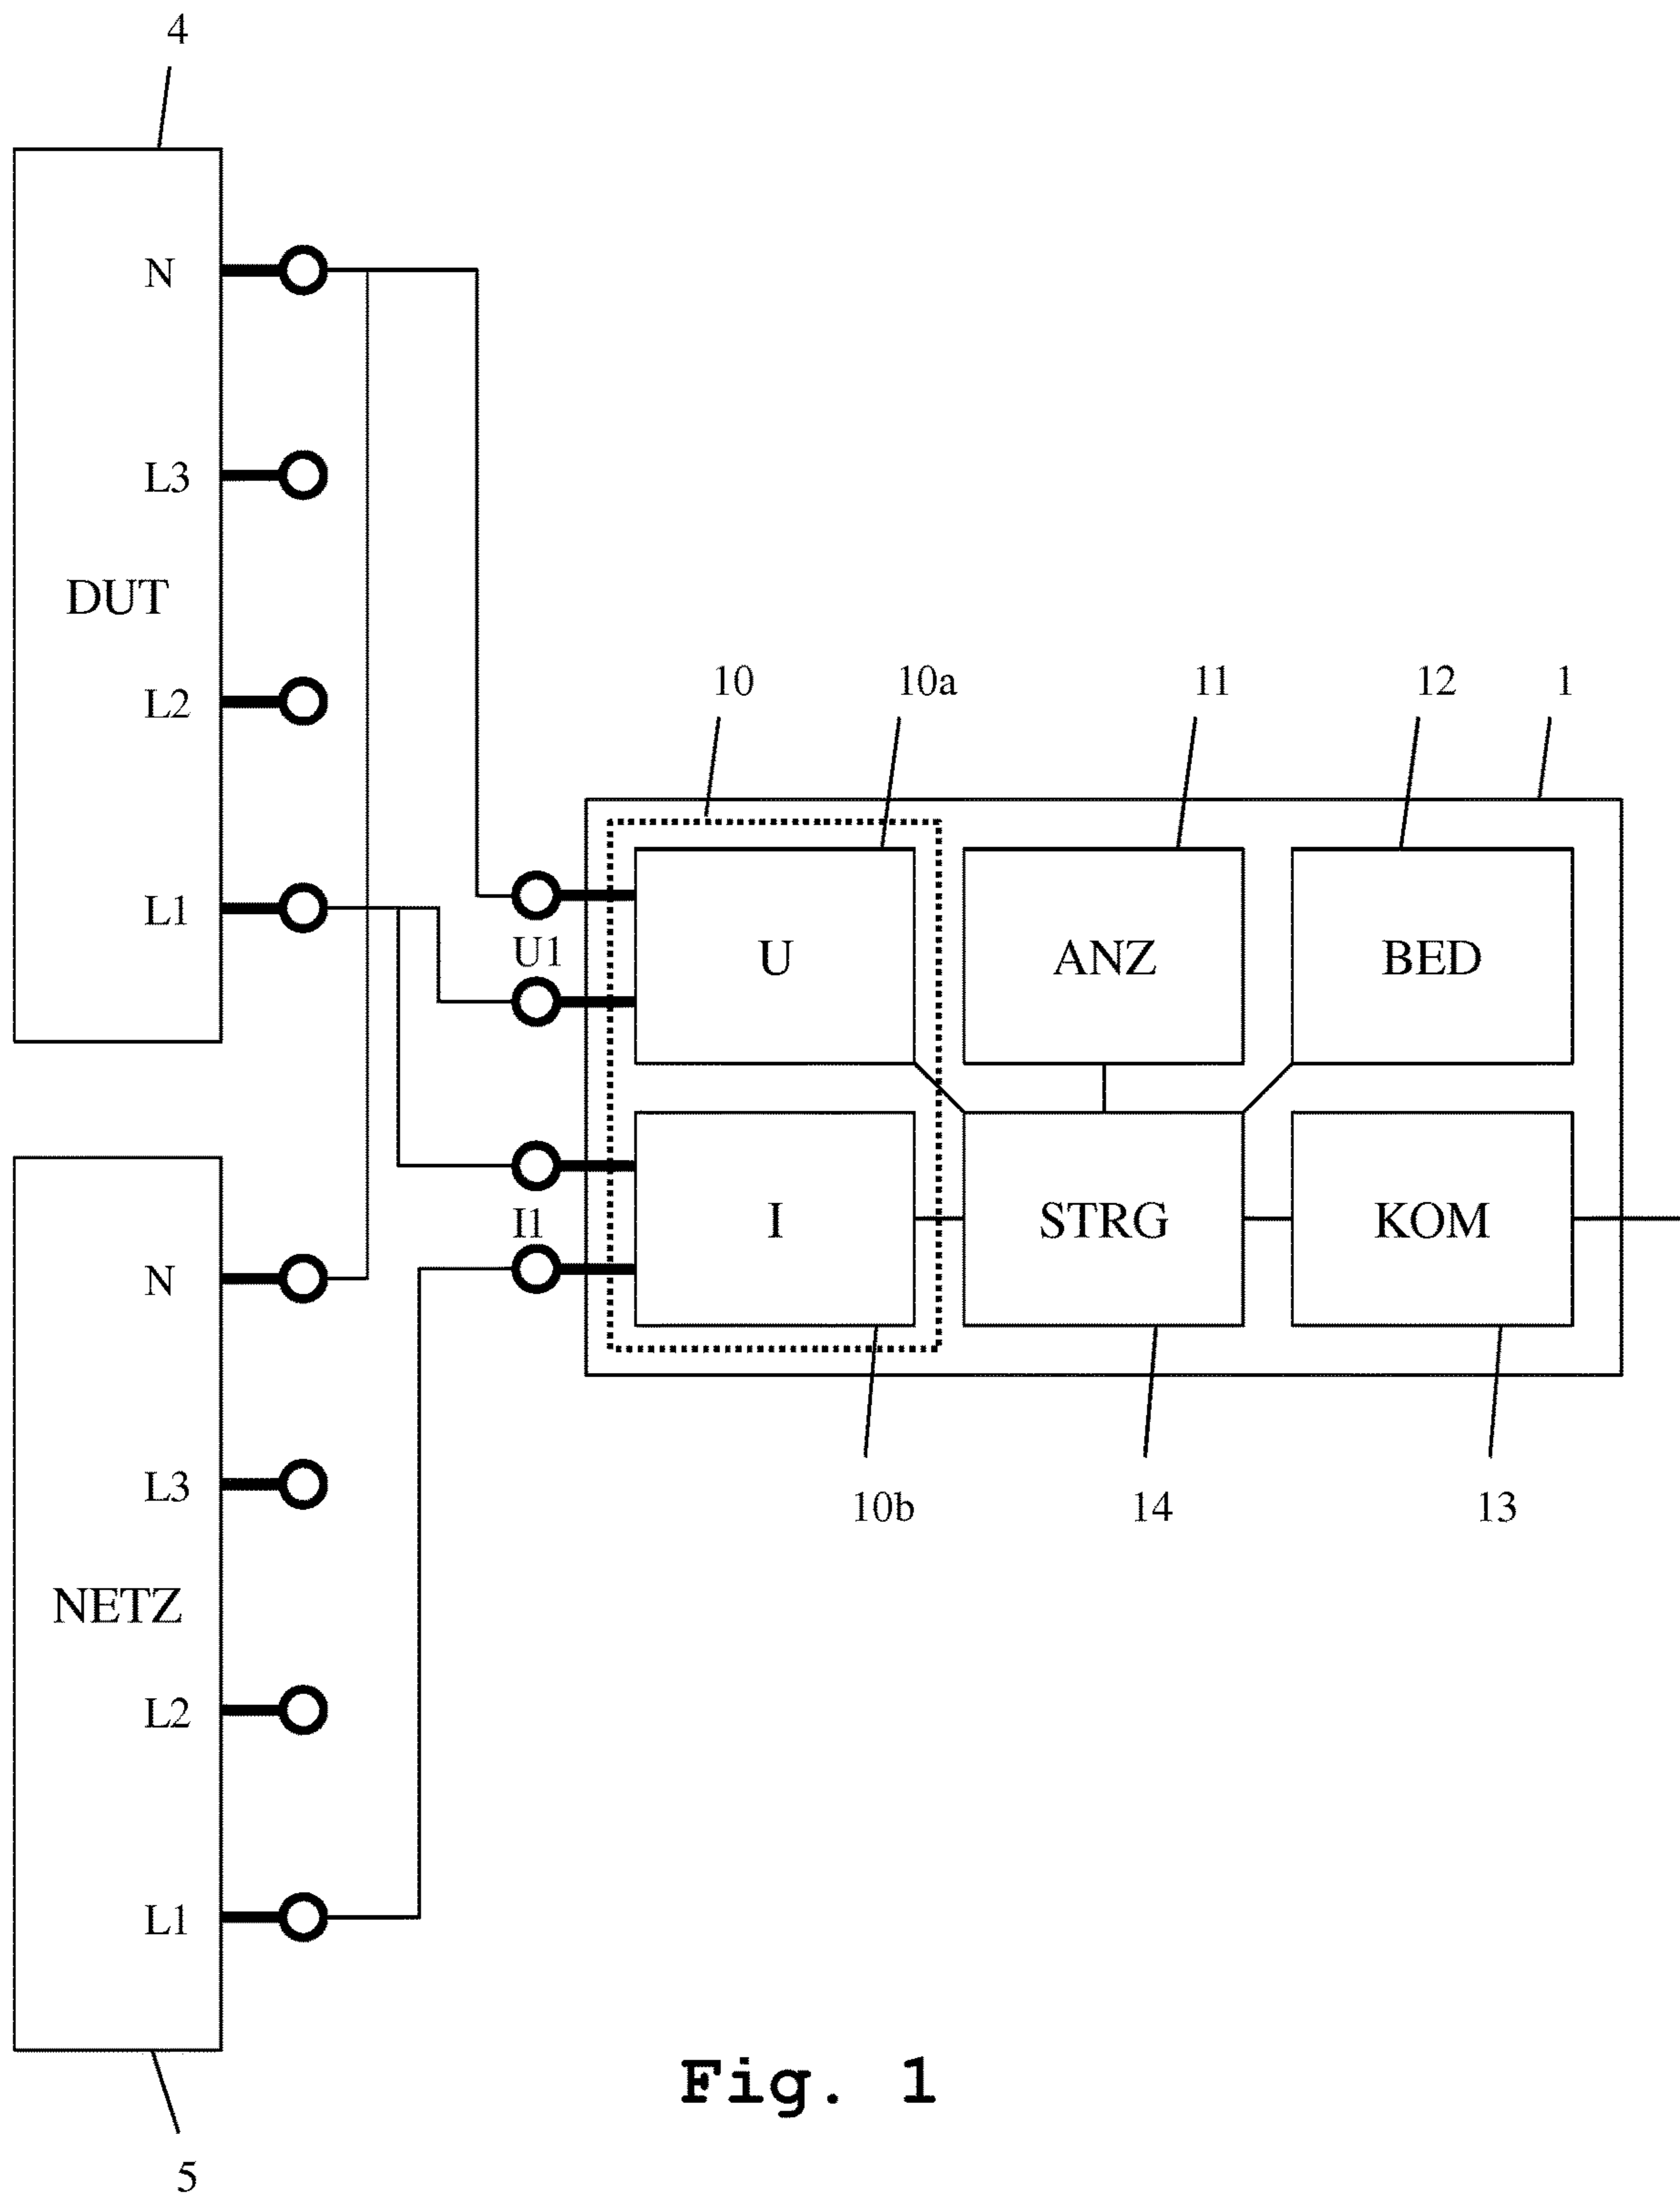 4
N
L3
DUT
L2
10 10a 11 12 1
L1
U1
U ANZ BED
I1
I STRG KOM
N
L3
10b 14 13
NETZ
L2
L1
Fig. 1
5